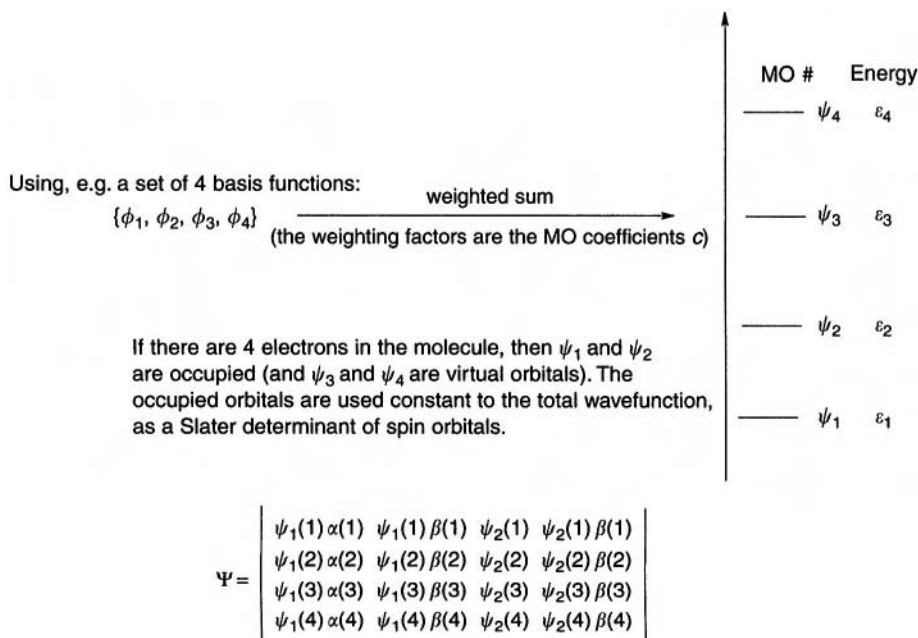 MO # Energy
ψ₄ ε₄
Using, e.g. a set of 4 basis functions:
weighted sum
{ϕ₁, ϕ₂, ϕ₃, ϕ₄}
ψ₃ ε₃
(the weighting factors are the MO coefficients c)
ψ₂ ε₂
If there are 4 electrons in the molecule, then ψ₁ and ψ₂
are occupied (and ψ₃ and ψ₄ are virtual orbitals). The
occupied orbitals are used constant to the total wavefunction,
as a Slater determinant of spin orbitals.
ψ₁ ε₁
ψ₁(1) α(1) ψ₁(1) β(1) ψ₂(1) ψ₂(1) β(1)
ψ₁(2) α(2) ψ₁(2) β(2) ψ₂(2) ψ₂(2) β(2)
Ψ =
ψ₁(3) α(3) ψ₁(3) β(3) ψ₂(3) ψ₂(3) β(3)
ψ₁(4) α(4) ψ₁(4) β(4) ψ₂(4) ψ₂(4) β(4)